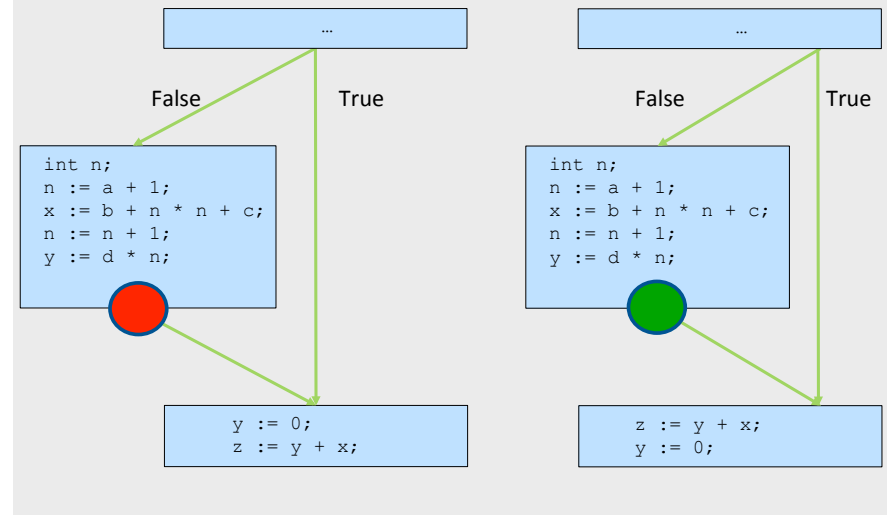 …
False
True
int n;
n := a + 1;
x := b + n * n + c;
n := n + 1;
y := d * n;
y := 0;
z := y + x;
…
False
True
int n;
n := a + 1;
x := b + n * n + c;
n := n + 1;
y := d * n;
z := y + x;
y := 0;